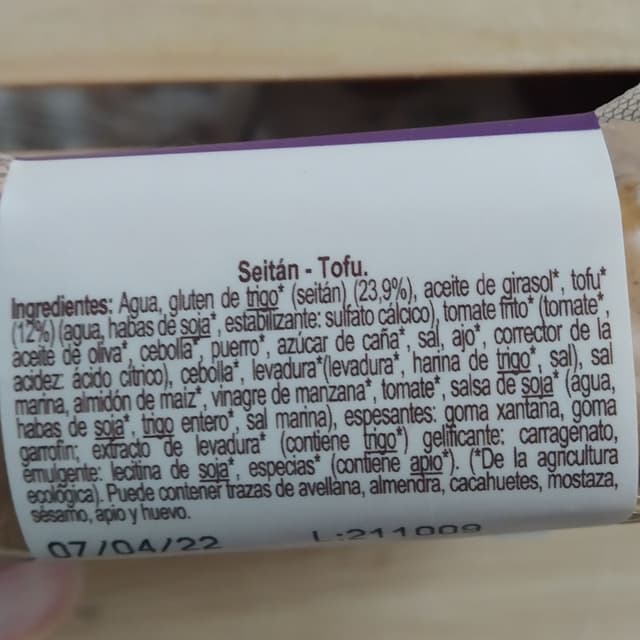 Seitán - Tofu.
Ingredientes: Agua, gluten de trigo* (seitán) (23,9%), aceite de girasol*, tofu*
(12%) (agua, habas de soja*, estabilizante: sulfato cálcico), tomate frito* (tomate*,
aceite de oliva*, cebolla*, puerro*, azúcar de caña*, sal, ajo*, corrector de la
acidez: ácido cítrico), cebolla*, levadura*(levadura*, harina de trigo*, sal), sal
marina, almidón de maíz*, vinagre de manzana*, tomate*, salsa de soja* (agua,
habas de soja*, trigo entero*, sal marina), espesantes: goma xantana, goma
garrofin; extracto de levadura* (contiene trigo*) gelificante: carragenato,
emulgente: lecitina de soja*, especias* (contiene apio*). (*De la agricultura
ecológica). Puede contener trazas de avellana, almendra, cacahuetes, mostaza,
sésamo, apio y huevo.
07/04/22 L:211009